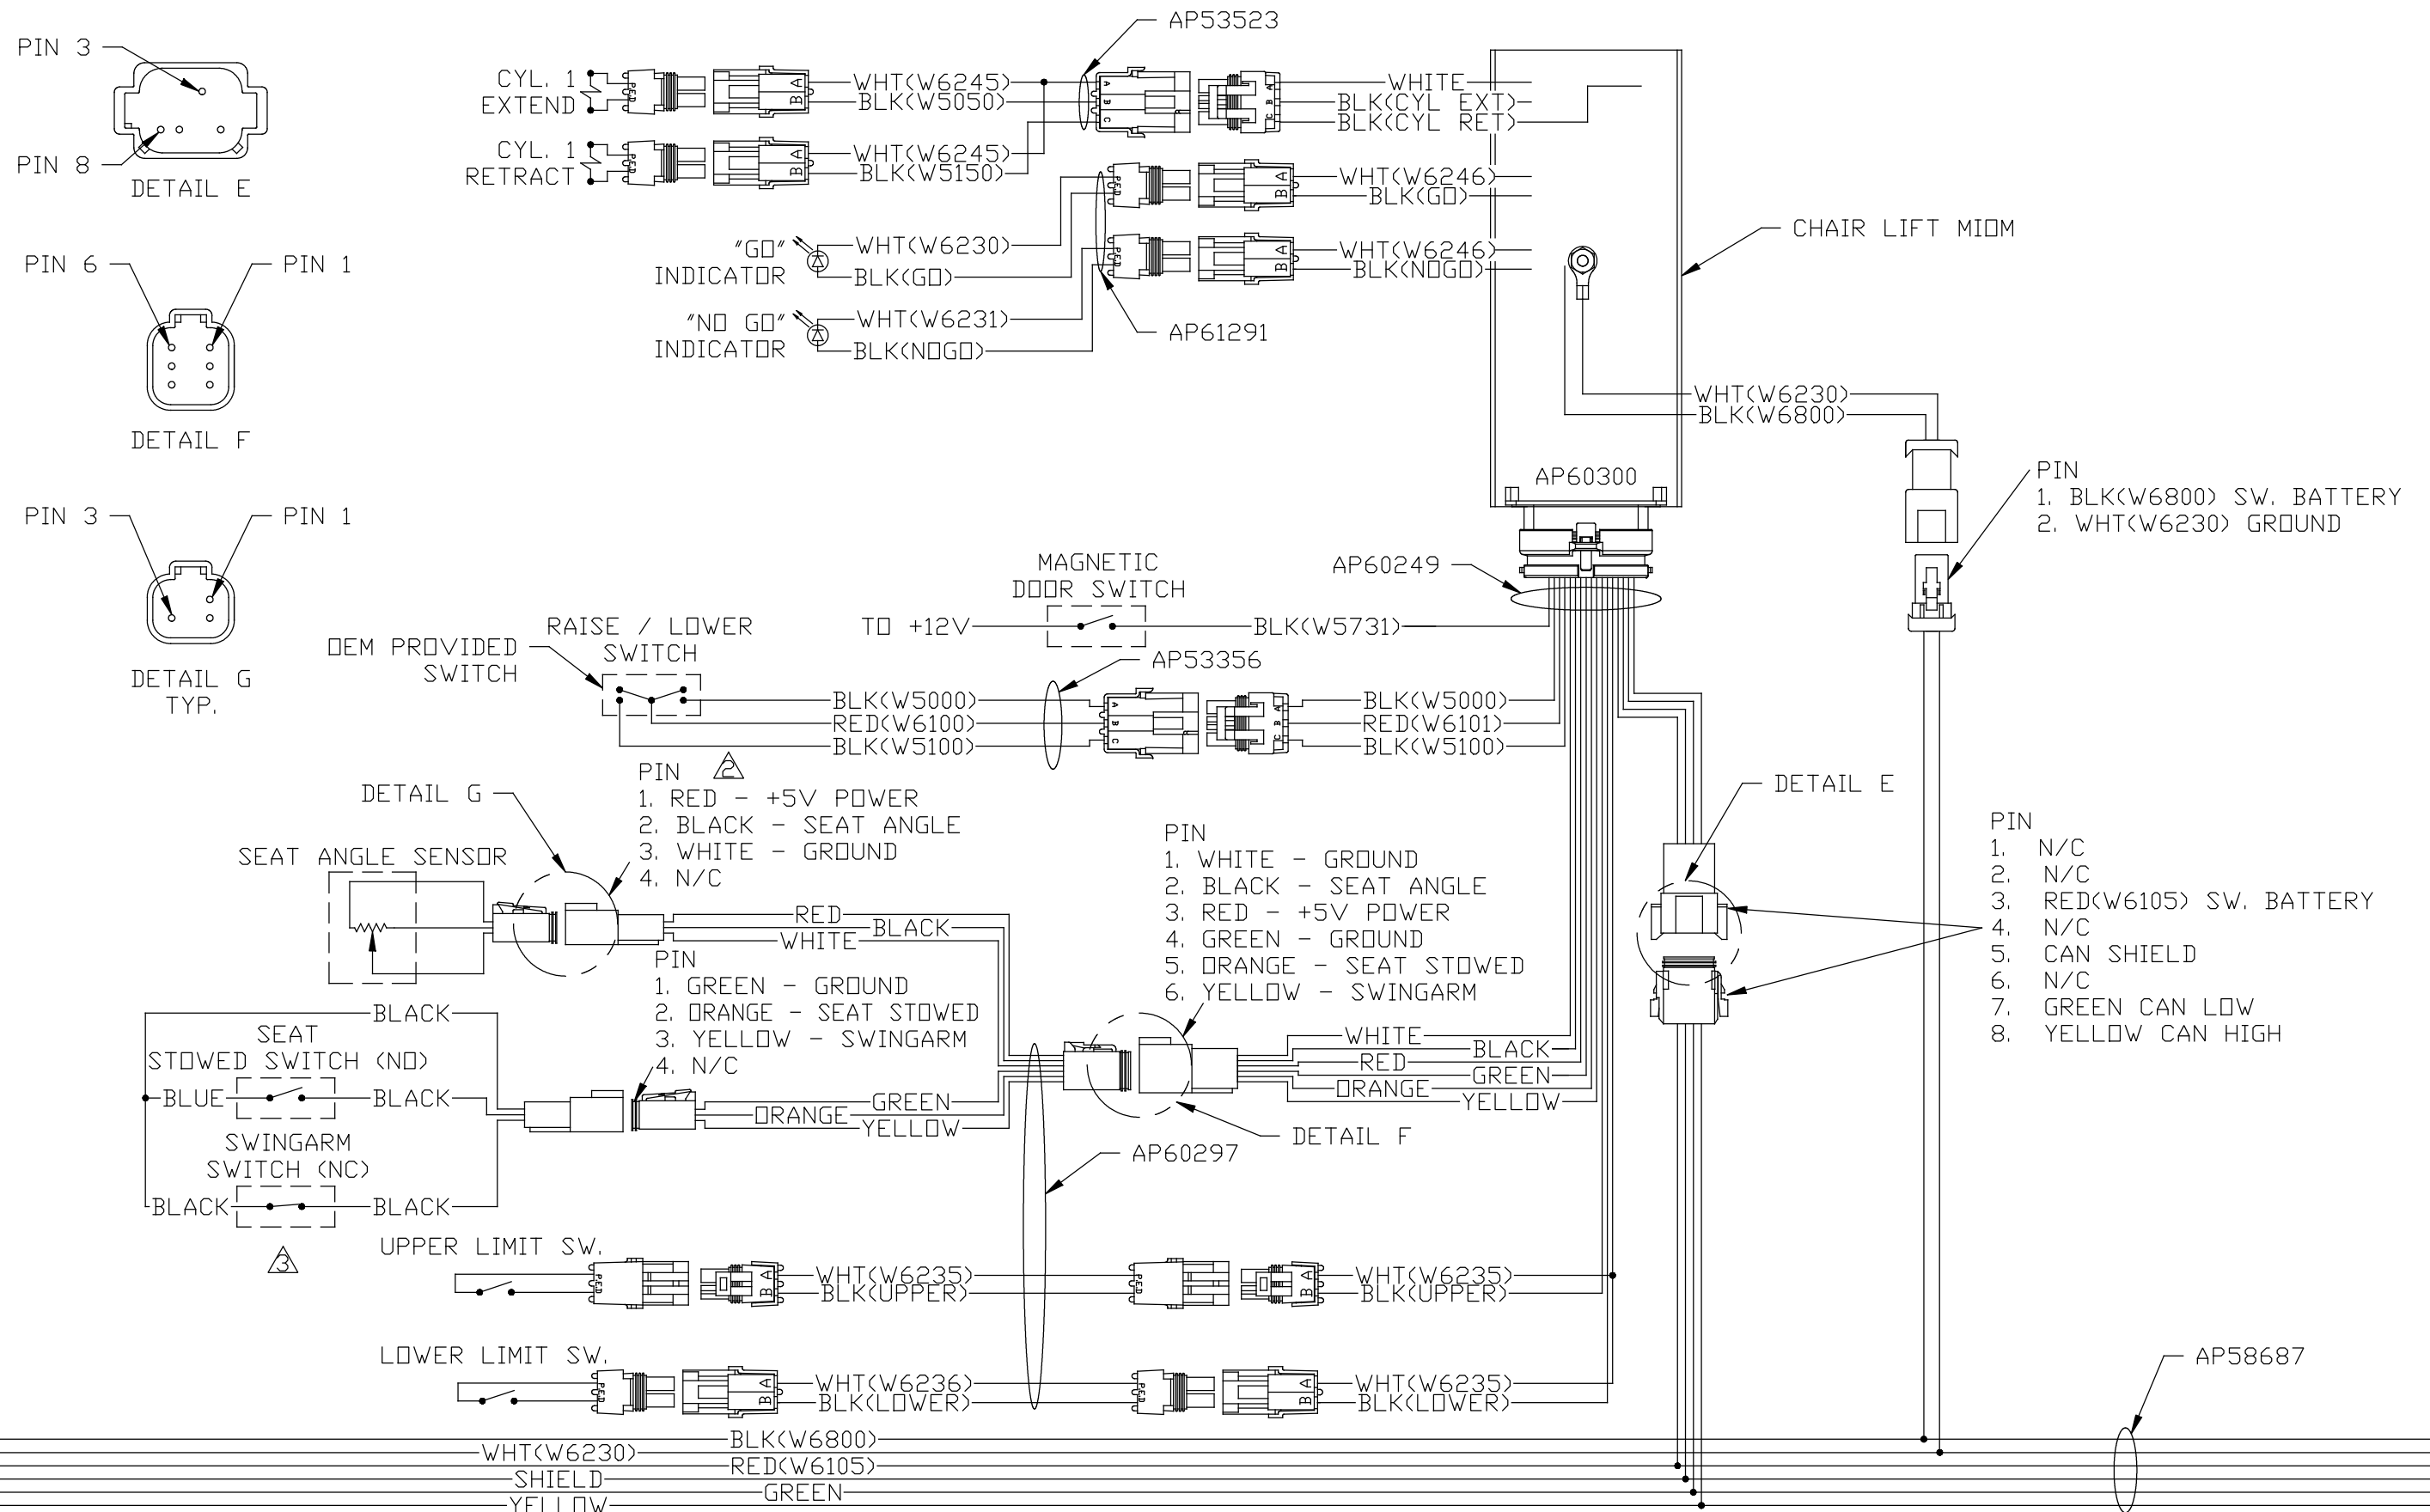 AP53523
PIN 3
CYL. 1
EXTEND
WHT(W6245)
BLK(W5050)
A
B
A
B
C
A
B
C
WHITE
BLK(CYL EXT)
BLK(CYL RET)
PIN 8
DETAIL E
CYL. 1
RETRACT
A
B
WHT(W6245)
BLK(W5150)
A
B
WHT(W6246)
BLK(GO)
CHAIR LIFT MIOM
"GO"
INDICATOR
WHT(W6230)
BLK(GO)
A
B
WHT(W6246)
BLK(NOGO)
PIN 6
PIN 1
"NO GO"
INDICATOR
WHT(W6231)
BLK(NOGO)
AP61291
WHT(W6230)
BLK(W6800)
DETAIL F
AP60300
PIN
1. BLK(W6800) SW. BATTERY
2. WHT(W6230) GROUND
PIN 3
PIN 1
DETAIL G
TYP.
MAGNETIC
DOOR SWITCH
AP60249
TO +12V
BLK(W5731)
RAISE / LOWER
SWITCH
OEM PROVIDED
SWITCH
AP53356
BLK(W5000)
RED(W6100)
BLK(W5100)
A
B
C
A
B
C
BLK(W5000)
RED(W6101)
BLK(W5100)
2
DETAIL G
PIN
1. RED - +5V POWER
2. BLACK - SEAT ANGLE
3. WHITE - GROUND
4. N/C
DETAIL E
SEAT ANGLE SENSOR
RED
BLACK
WHITE
PIN
1. WHITE - GROUND
2. BLACK - SEAT ANGLE
3. RED - +5V POWER
4. GREEN - GROUND
5. ORANGE - SEAT STOWED
6. YELLOW - SWINGARM
PIN
1. N/C
2. N/C
3. RED(W6105) SW. BATTERY
4. N/C
5. CAN SHIELD
6. N/C
7. GREEN CAN LOW
8. YELLOW CAN HIGH
PIN
1. GREEN - GROUND
2. ORANGE - SEAT STOWED
3. YELLOW - SWINGARM
4. N/C
BLACK
SEAT
STOWED SWITCH (NO)
BLUE
BLACK
WHITE
BLACK
RED
GREEN
ORANGE
YELLOW
GREEN
ORANGE
YELLOW
DETAIL F
SWINGARM
SWITCH (NC)
BLACK
BLACK
3
AP60297
UPPER LIMIT SW.
A
B
WHT(W6235)
BLK(UPPER)
A
B
WHT(W6235)
BLK(UPPER)
LOWER LIMIT SW.
A
B
WHT(W6236)
BLK(LOWER)
A
B
WHT(W6235)
BLK(LOWER)
AP58687
BLK(W6800)
WHT(W6230)
RED(W6105)
SHIELD
GREEN
YELLOW